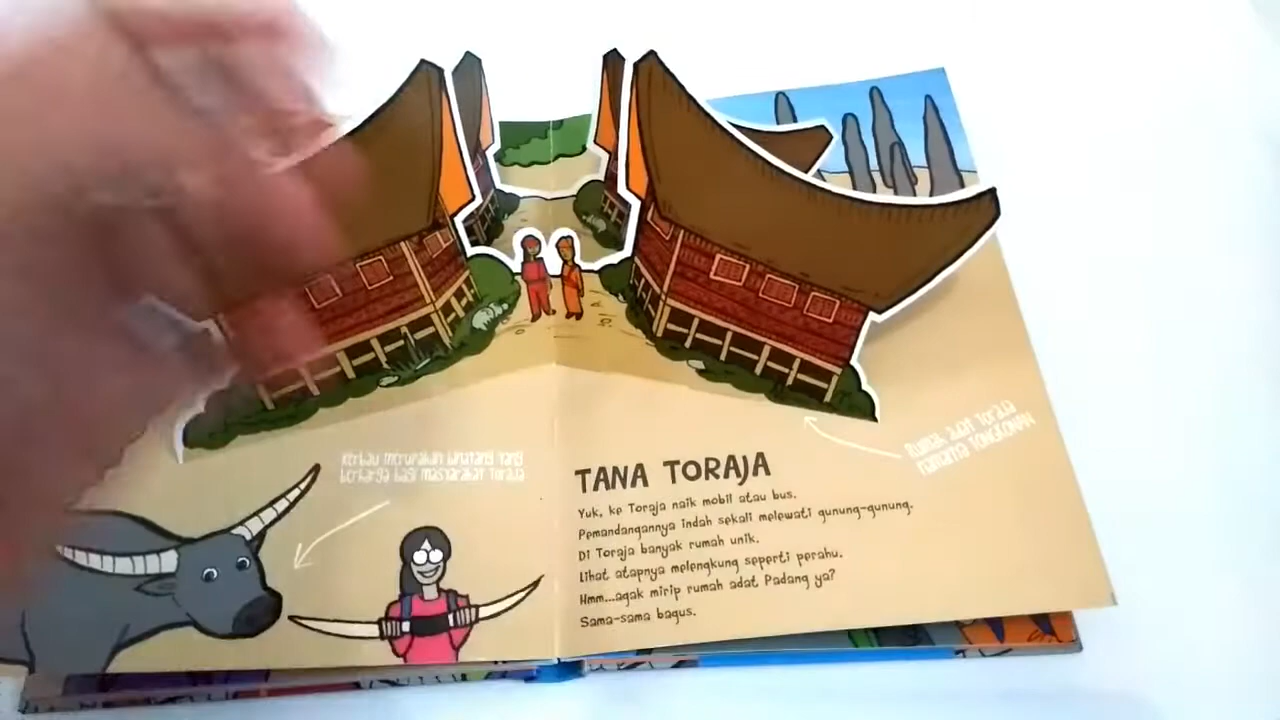 Kerbau merupakan binatang yang
berharga bagi masyarakat Toraja
Rumah adat Toraja
namanya TONGKONAN
TANA TORAJA
Yuk, ke Toraja naik mobil atau bus.
Pemandangannya indah sekali melewati gunung-gunung.
Di Toraja banyak rumah unik.
Lihat atapnya melengkung seperti perahu.
Hmm...agak mirip rumah adat Padang ya?
Sama-sama bagus.